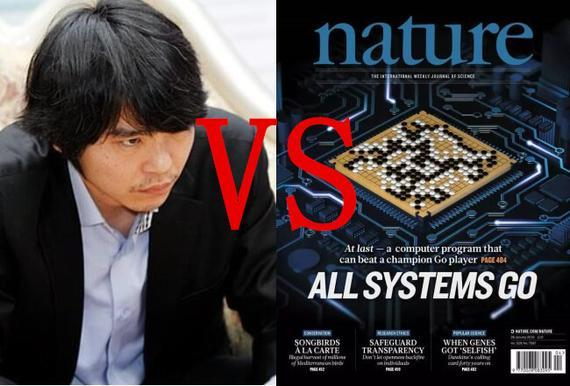 VS
nature
THE INTERNATIONAL WEEKLY JOURNAL OF SCIENCE
At last — a computer program that
can beat a champion Go player PAGE 484
ALL SYSTEMS GO
CONSERVATION
SONGBIRDS
À LA CARTE
Illegal harvest of millions
of Mediterranean birds
PAGE 452
RESEARCH ETHICS
SAFEGUARD
TRANSPARENCY
Don't let openness backfire
on individuals
PAGE 459
POPULAR SCIENCE
WHEN GENES
GOT 'SELFISH'
Dawkins's calling
card forty years on
PAGE 462
NATURE.COM/NATURE